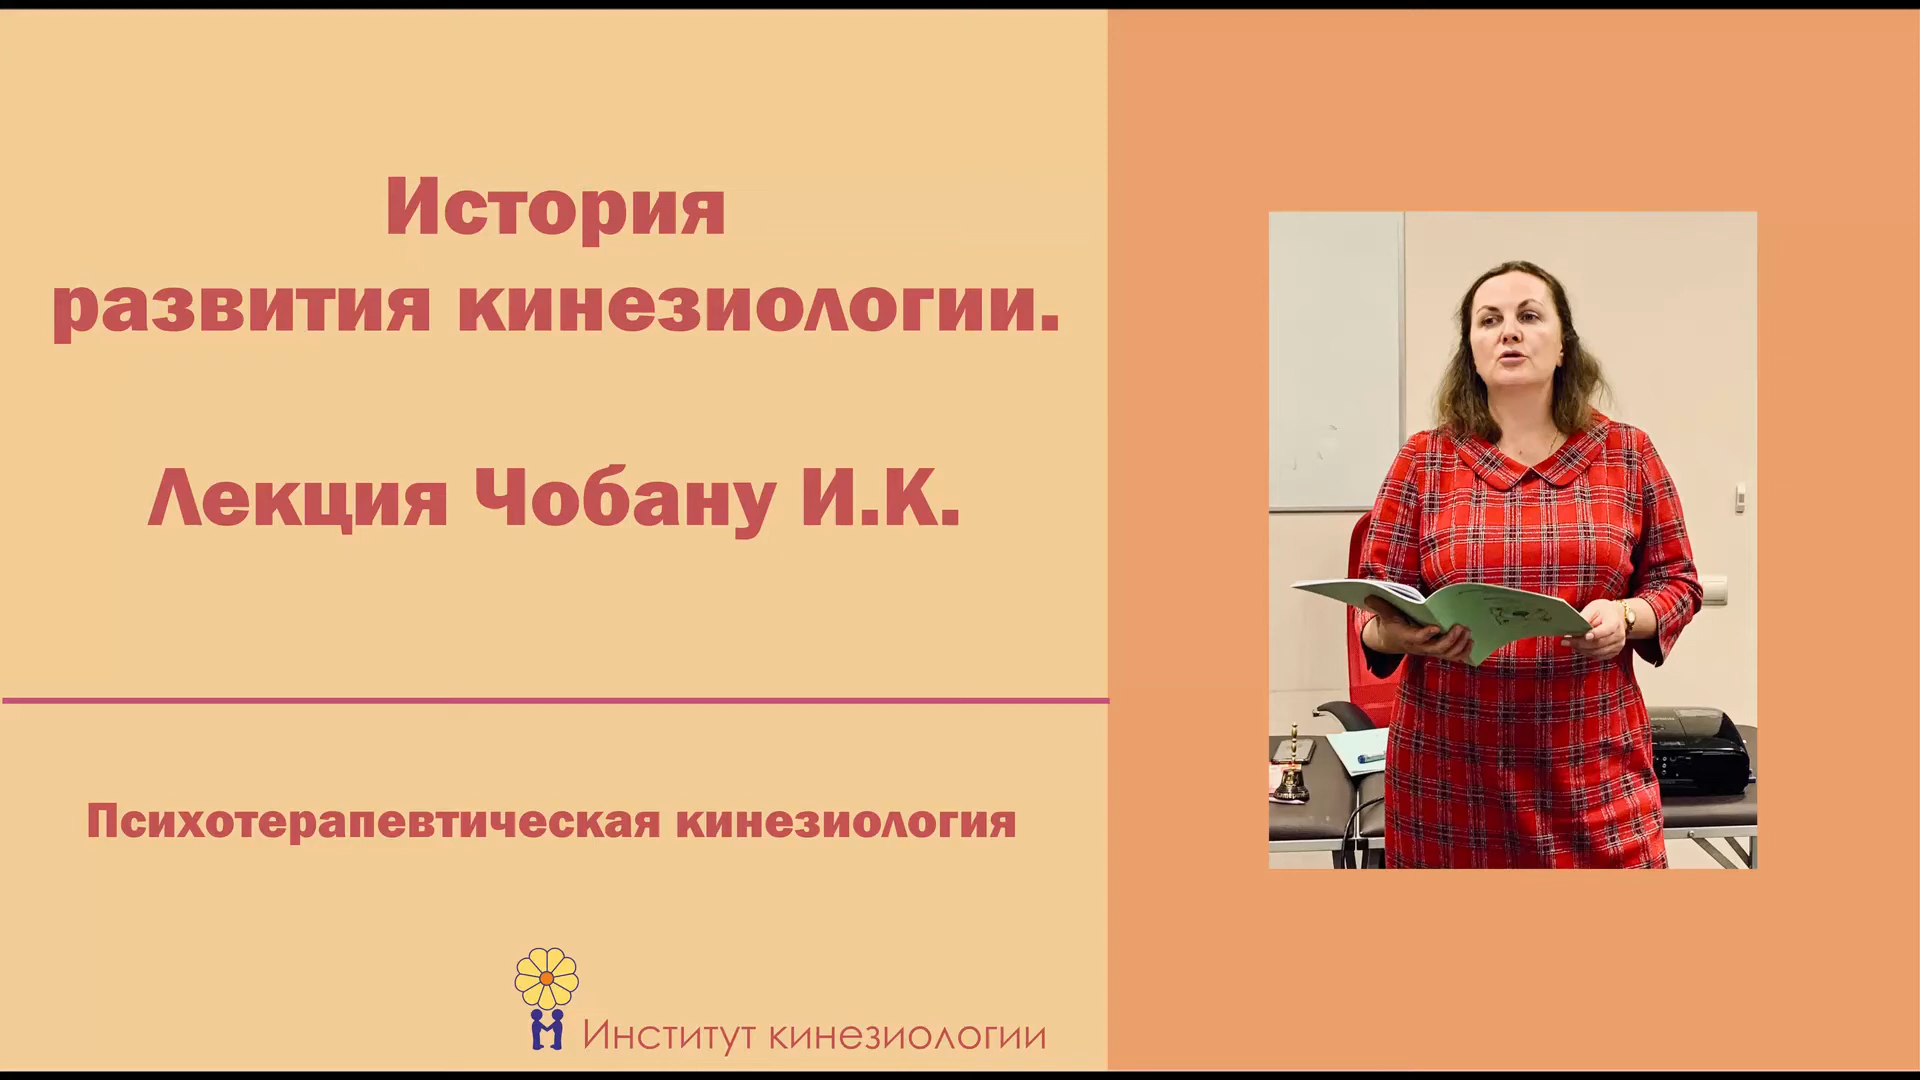 История
развития кинезиологии.
Лекция Чобану И.К.
Психотерапевтическая кинезиология
Институт кинезиологии